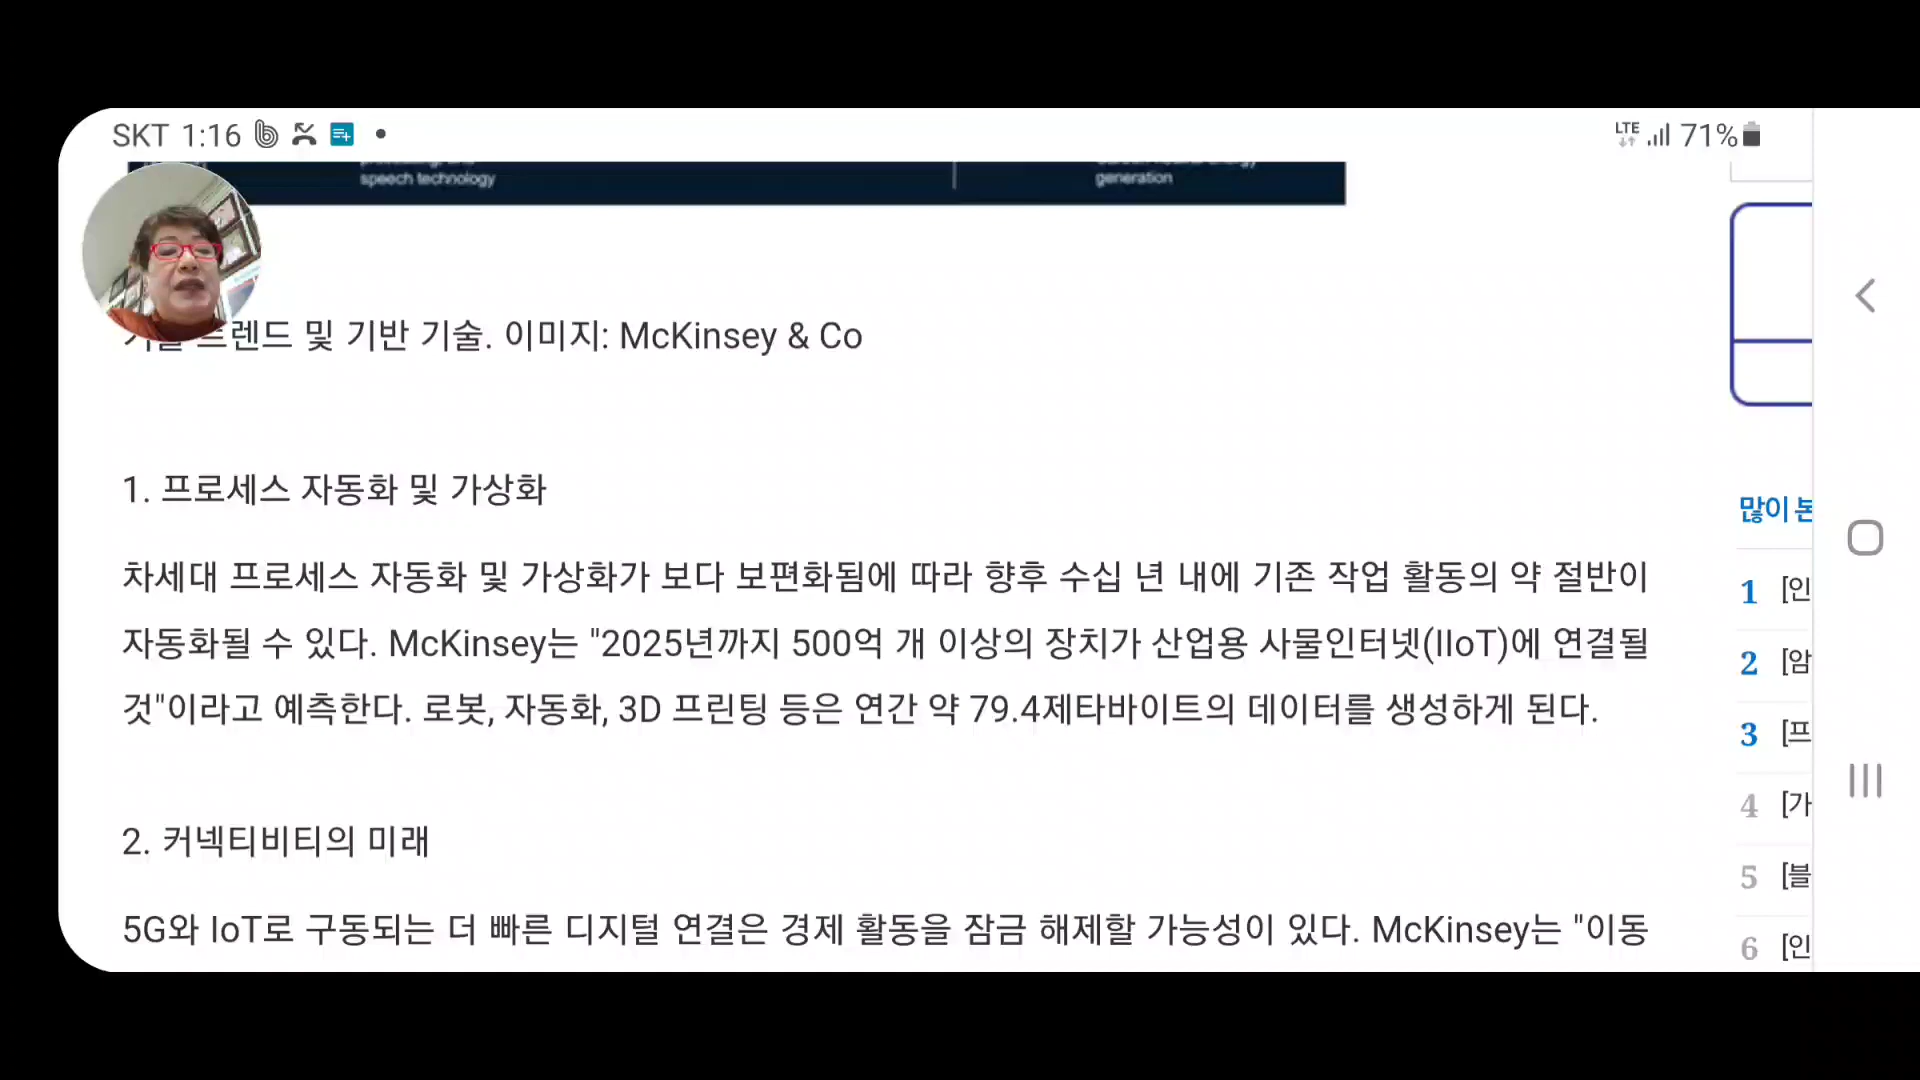 SKT 1:16
LTE 71%
speech technology
generation
트렌드 및 기반 기술. 이미지: McKinsey & Co
1. 프로세스 자동화 및 가상화
차세대 프로세스 자동화 및 가상화가 보다 보편화됨에 따라 향후 수십 년 내에 기존 작업 활동의 약 절반이
자동화될 수 있다. McKinsey는 "2025년까지 500억 개 이상의 장치가 산업용 사물인터넷(IIoT)에 연결될
것"이라고 예측한다. 로봇, 자동화, 3D 프린팅 등은 연간 약 79.4제타바이트의 데이터를 생성하게 된다.
2. 커넥티비티의 미래
5G와 IoT로 구동되는 더 빠른 디지털 연결은 경제 활동을 잠금 해제할 가능성이 있다. McKinsey는 "이동
많이 본
1 [인
2 [암
3 [프
4 [가
5 [블
6 [인